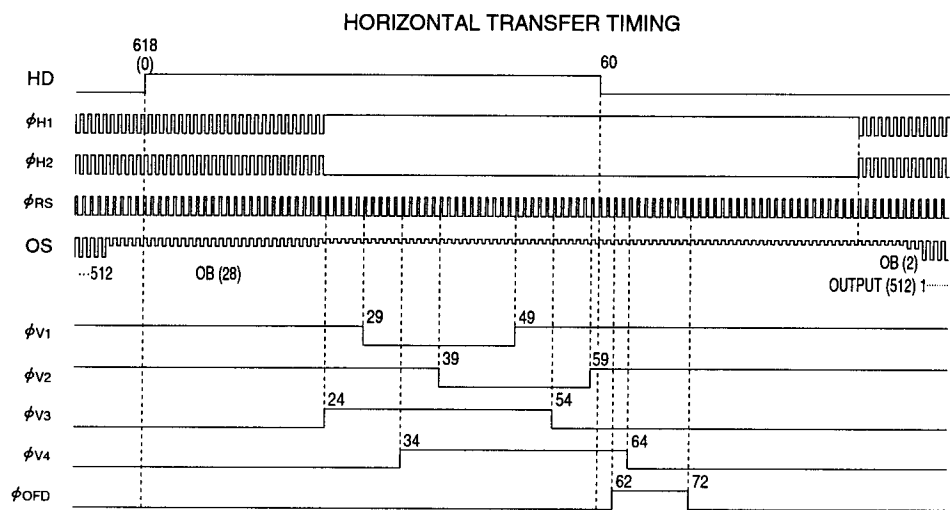 HORIZONTAL TRANSFER TIMING
618
(0)
60
HD
ϕH1
ϕH2
ϕRS
OS
···512
OB (28)
OB (2)
OUTPUT (512) 1········
ϕV1
29
49
ϕV2
39
59
ϕV3
24
54
ϕV4
34
64
ϕOFD
62
72